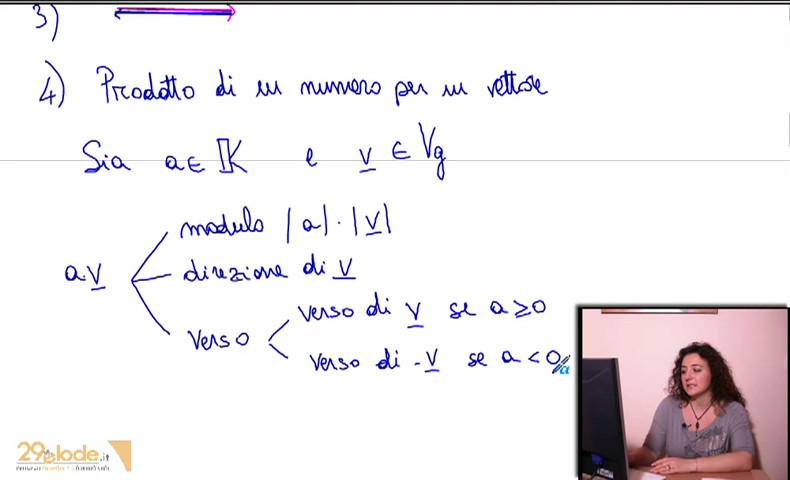 3)
4) Prodotto di un numero per un vettore
Sia a ∈ K e v ∈ Vg
a·v
modulo |a|·|v|
direzione di v
verso
verso di v se a ≥ 0
verso di -v se a < 0
29elode.it